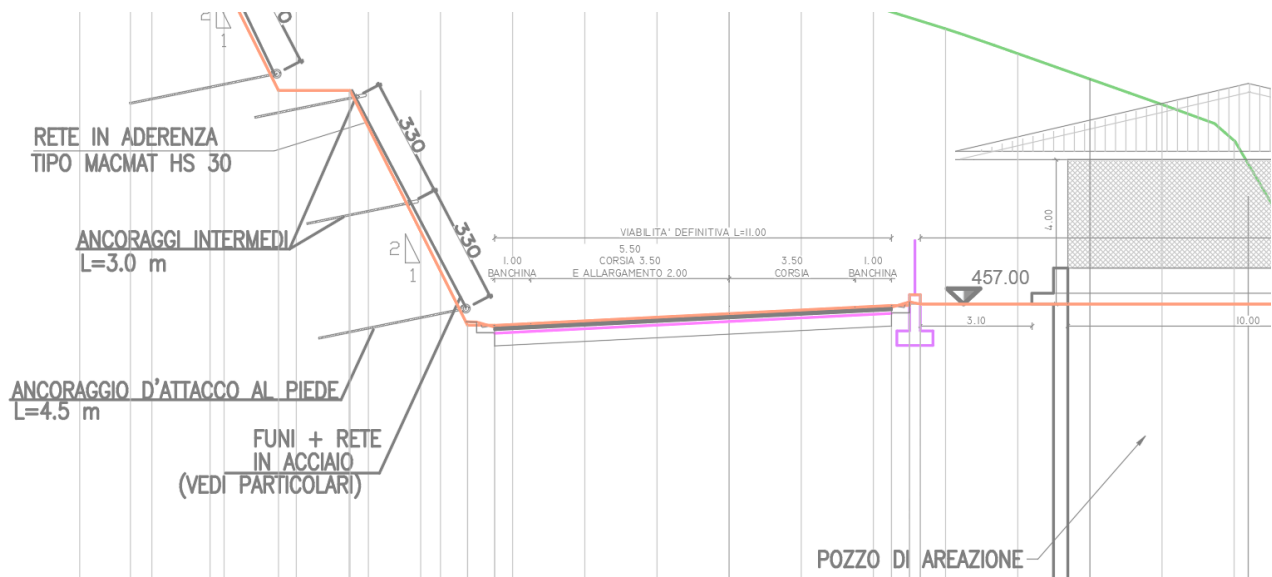 2
1
RETE IN ADERENZA
TIPO MACMAT HS 30
330
ANCORAGGI INTERMEDI
L=3.0 m
330
2
1
VIABILITA' DEFINITIVA L=11.00
1.00
BANCHINA
5.50
CORSIA 3.50
E ALLARGAMENTO 2.00
3.50
CORSIA
1.00
BANCHINA
4.00
457.00
3.10
10.00
ANCORAGGIO D'ATTACCO AL PIEDE
L=4.5 m
FUNI + RETE
IN ACCIAIO
(VEDI PARTICOLARI)
POZZO DI AREAZIONE